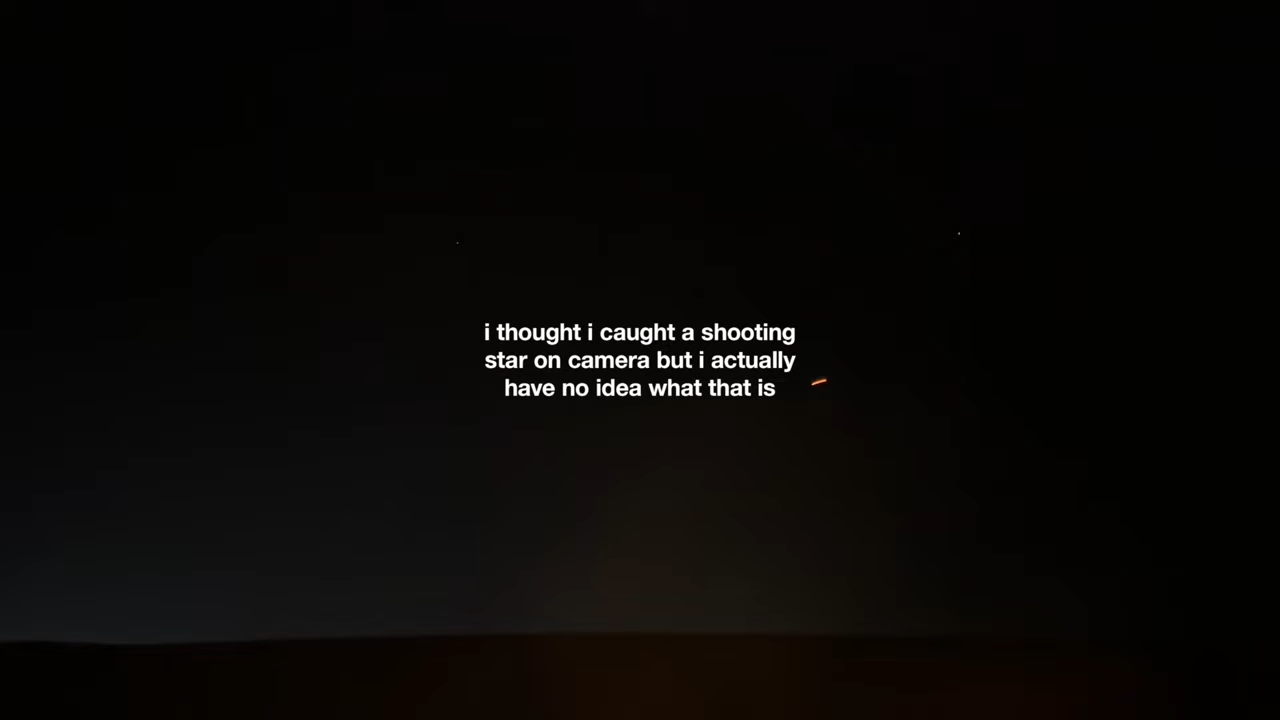 i thought i caught a shooting
star on camera but i actually
have no idea what that is